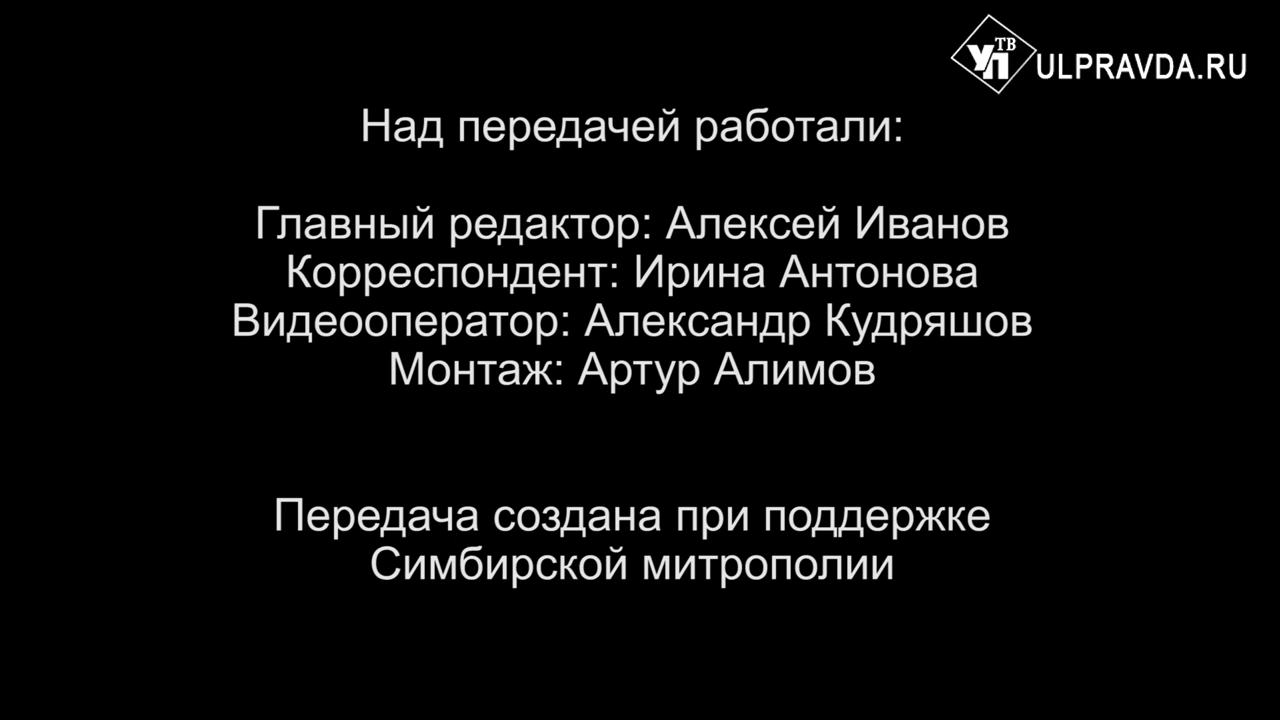 ТВ
УП
ULPRAVDA.RU
Над передачей работали:
Главный редактор: Алексей Иванов
Корреспондент: Ирина Антонова
Видеооператор: Александр Кудряшов
Монтаж: Артур Алимов
Передача создана при поддержке
Симбирской митрополии